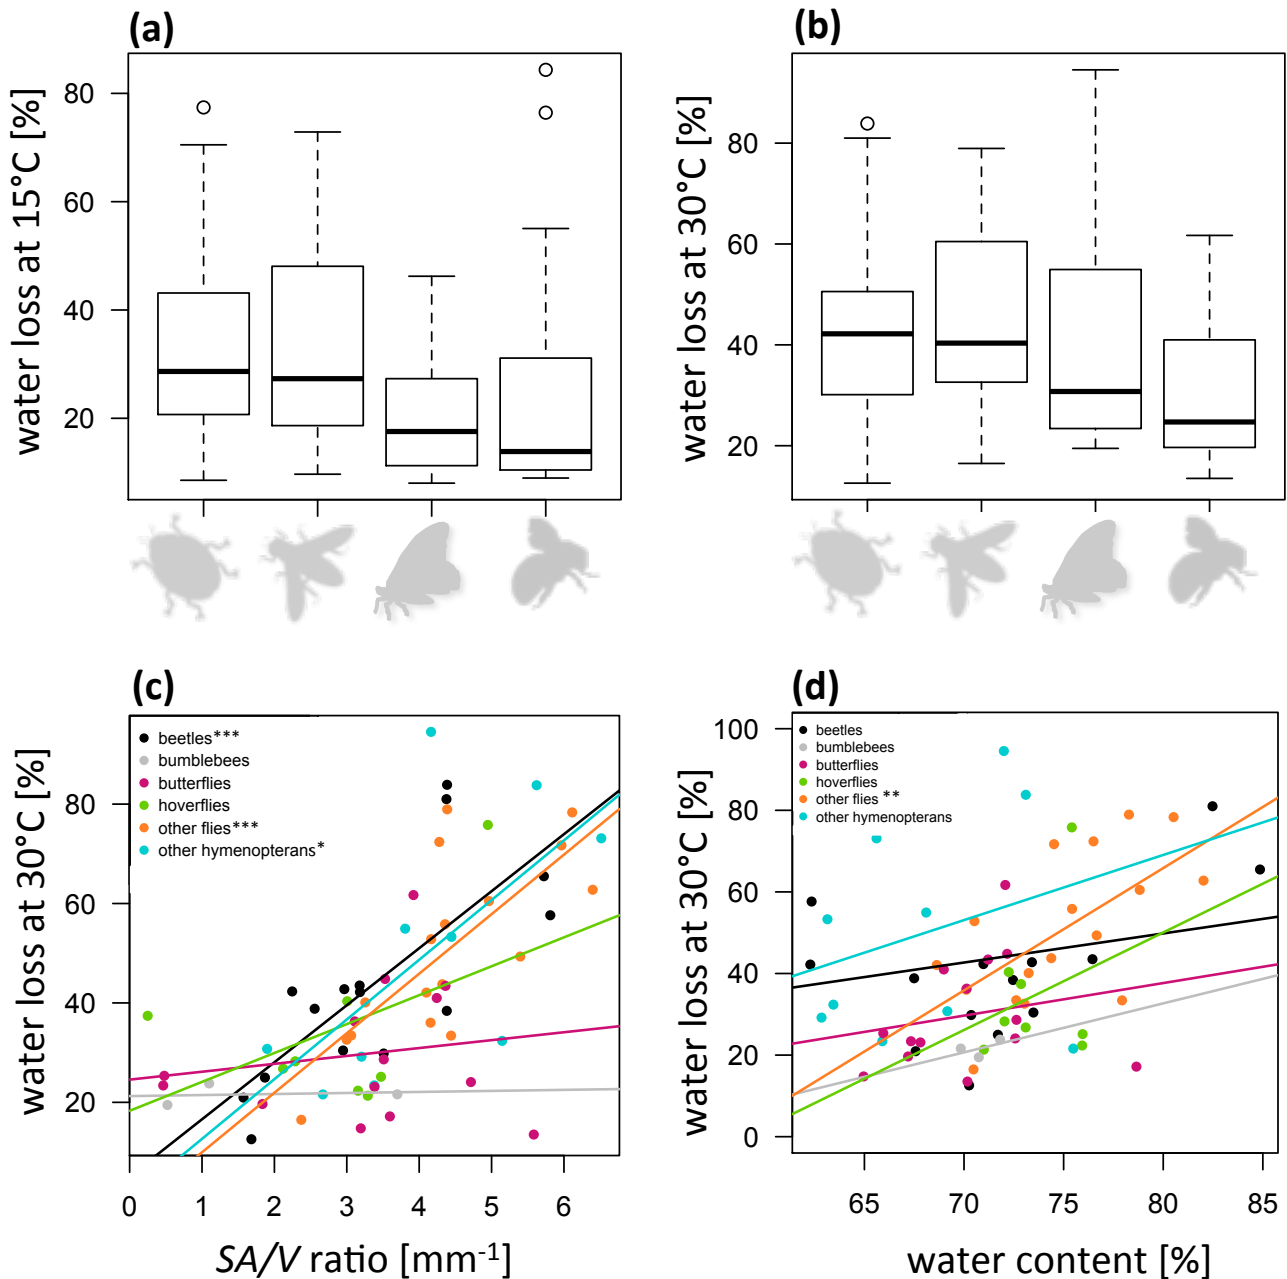 (a)
water loss at 15°C [%]
80
60
40
20
(b)
water loss at 30°C [%]
80
60
40
20
(c)
water loss at 30°C [%]
80
60
40
20
beetles***
bumblebees
butterflies
hoverflies
other flies***
other hymenopterans*
0 1 2 3 4 5 6
SA/V ratio [mm⁻¹]
(d)
water loss at 30°C [%]
100
80
60
40
20
0
beetles
bumblebees
butterflies
hoverflies
other flies **
other hymenopterans
65 70 75 80 85
water content [%]